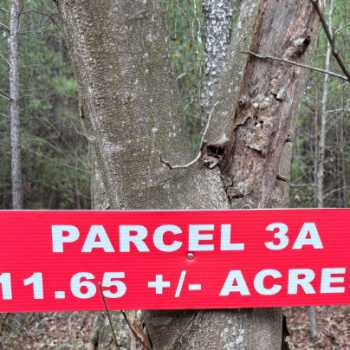 PARCEL 3A
11.65 +/- ACRE